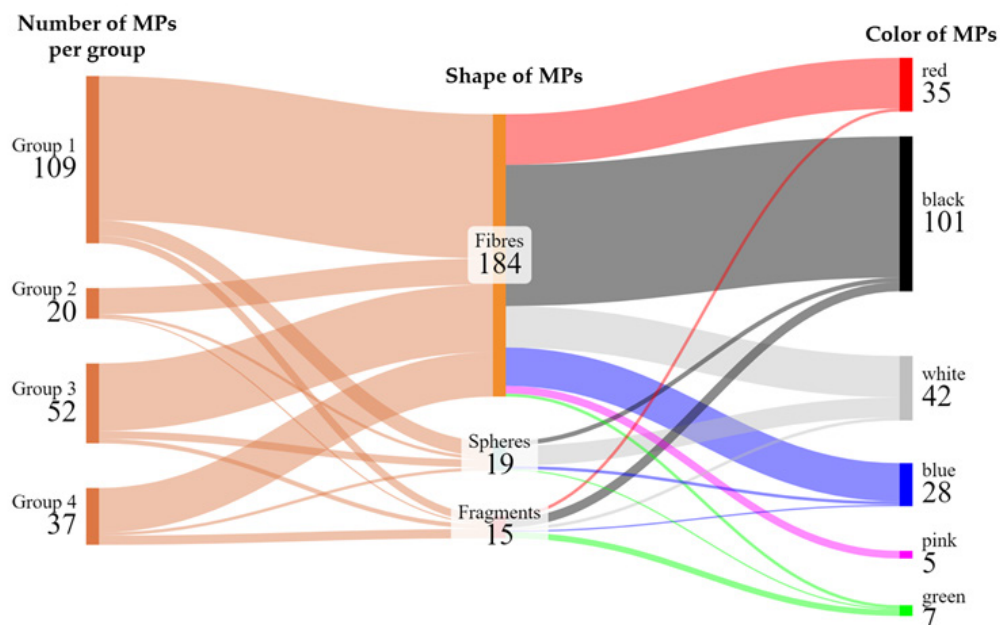 Number of MPs
per group
Group 1
109
Group 2
20
Group 3
52
Group 4
37
Shape of MPs
Fibres
184
Spheres
19
Fragments
15
Color of MPs
red
35
black
101
white
42
blue
28
pink
5
green
7